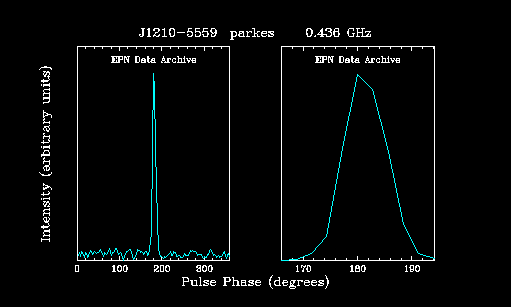 J1210-5559 parkes 0.436 GHz
EPN Data Archive
EPN Data Archive
Intensity (arbitrary units)
0 100 200 300
170 180 190
Pulse Phase (degrees)